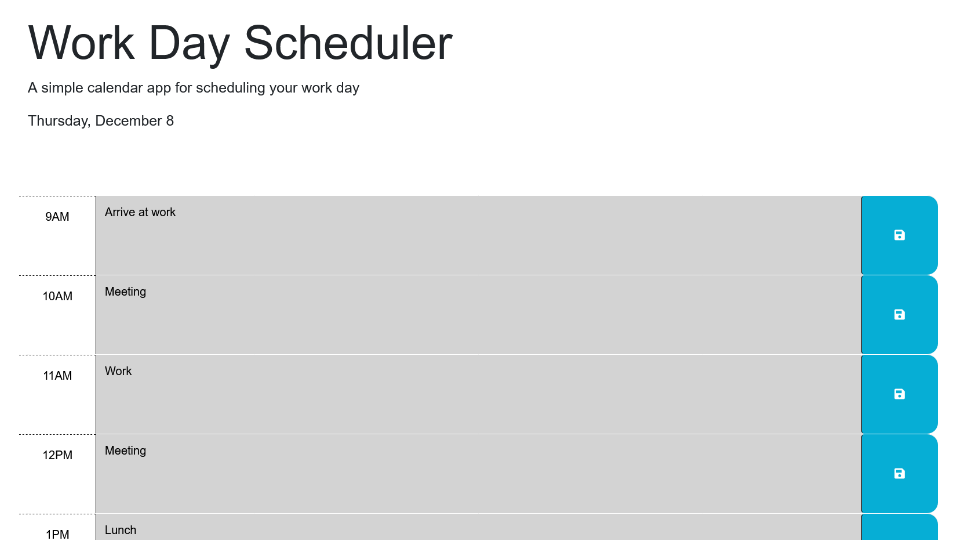 Work Day Scheduler
A simple calendar app for scheduling your work day
Thursday, December 8
9AM
Arrive at work
10AM
Meeting
11AM
Work
12PM
Meeting
1PM
Lunch